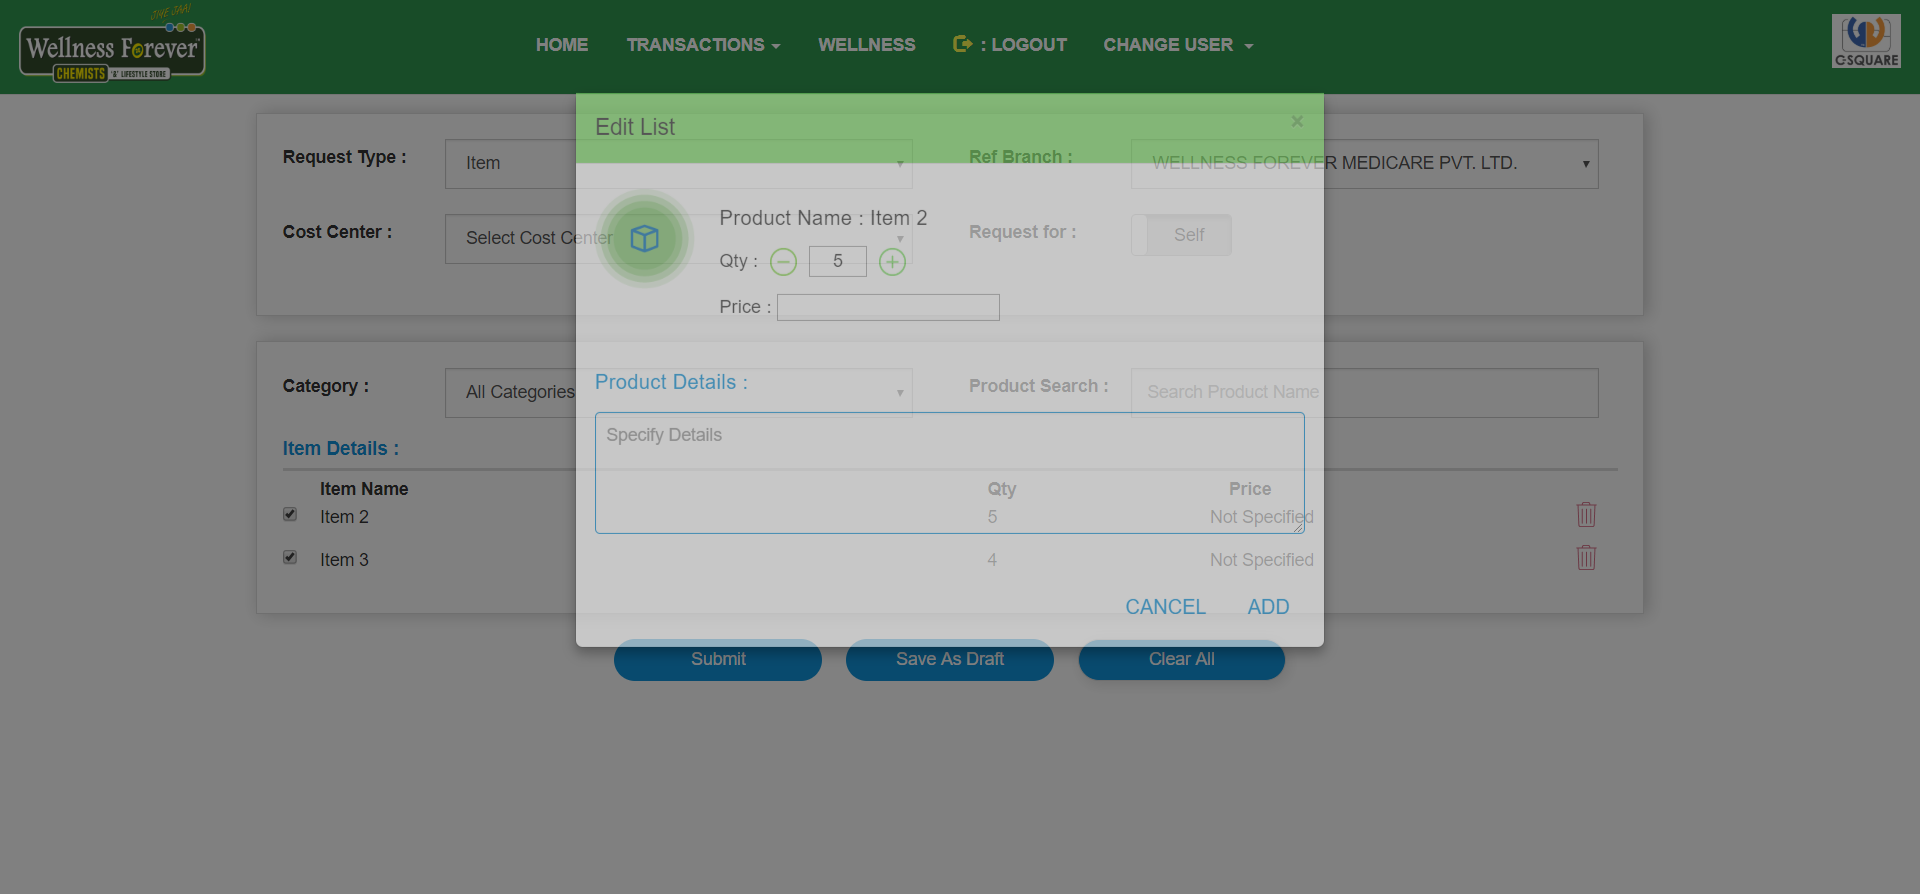 JIYE JAA!
Wellness Forever
CHEMISTS 'A' LIFESTYLE STORE
HOME TRANSACTIONS WELLNESS : LOGOUT CHANGE USER
C-SQUARE
Edit List ×
Request Type : Item Ref Branch : WELLNESS FOREVER MEDICARE PVT. LTD.
Product Name : Item 2
Cost Center : Select Cost Center Request for : Self
Qty : 5
Price :
Category : All Categories Product Search : Search Product Name
Product Details :
Specify Details
Item Details :
Item Name Qty Price
Item 2 5 Not Specified
Item 3 4 Not Specified
CANCEL ADD
Submit Save As Draft Clear All